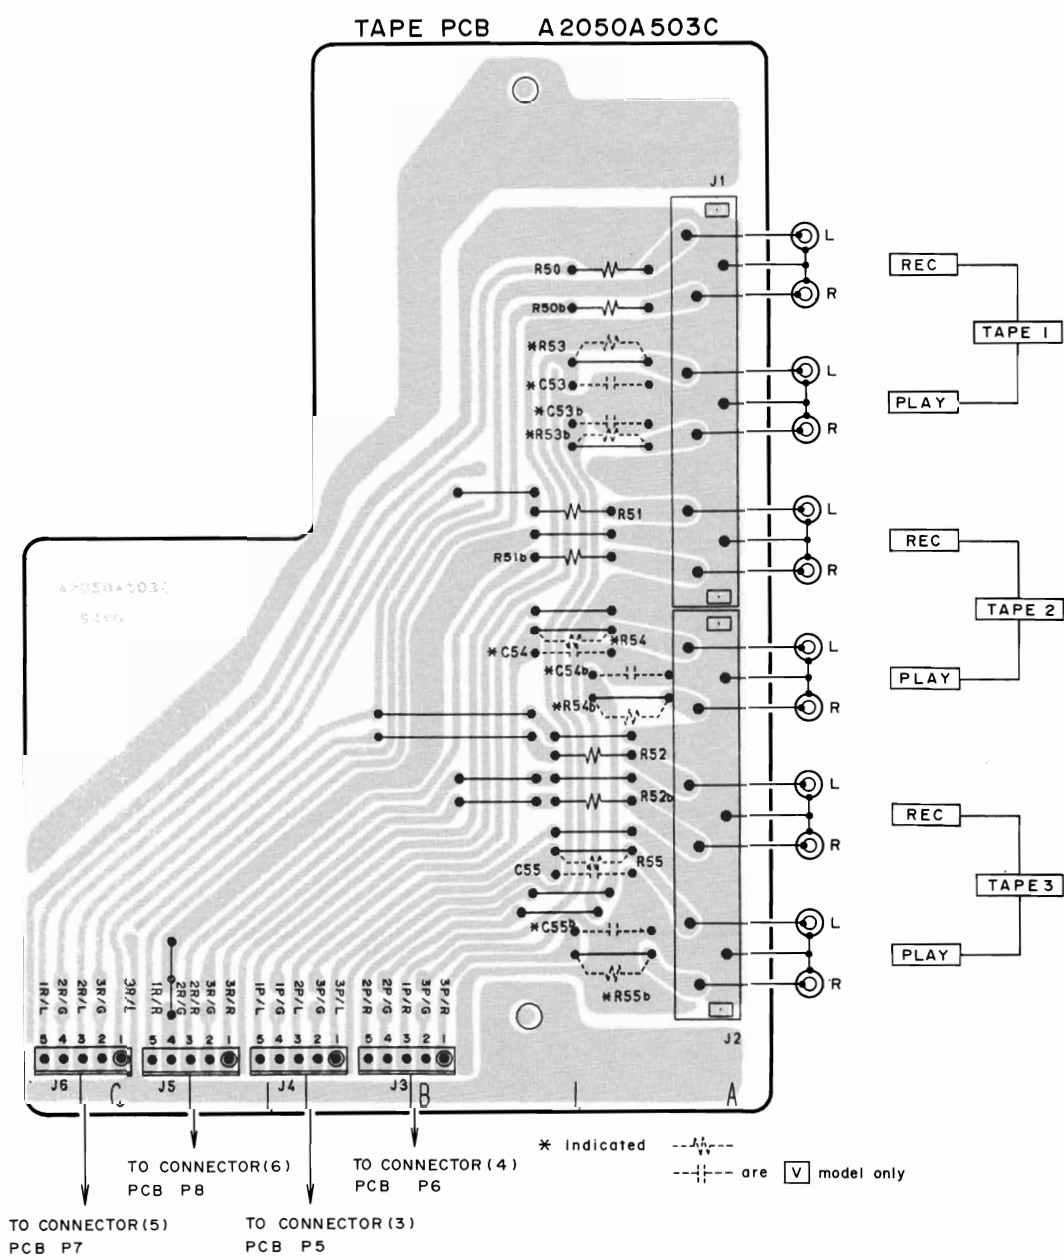 TAPE PCB A2050A503C
J1
L
R50
REC
R
R50b
TAPE 1
*R53
L
*C53
PLAY
*C53b
R
*R53b
L
R51
REC
R51b
R
A2050A503C
TAPE 2
*R54
L
*C54
*C54b
PLAY
*R54b
R
R52
L
R52b
REC
R
R55
C55
TAPE 3
L
*C55b
PLAY
R
*R55b
1R/L 2R/G 2R/L 3R/G 3R/L
1R/R 2R/G 2R/R 3R/G 3R/R
1P/L 1P/G 2P/L 3P/G 3P/L
2P/R 2P/G 1P/R 3P/G 3P/R
J2
5 4 3 2 1
5 4 3 2 1
5 4 3 2 1
5 4 3 2 1
J6 C J5 J4 J3 B A
* Indicated
are V model only
TO CONNECTOR (6)
PCB P8
TO CONNECTOR (4)
PCB P6
TO CONNECTOR (5)
PCB P7
TO CONNECTOR (3)
PCB P5